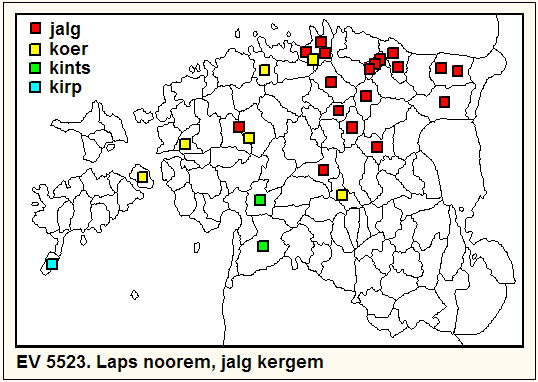 jalg
koer
kints
kirp
EV 5523. Laps noorem, jalg kergem